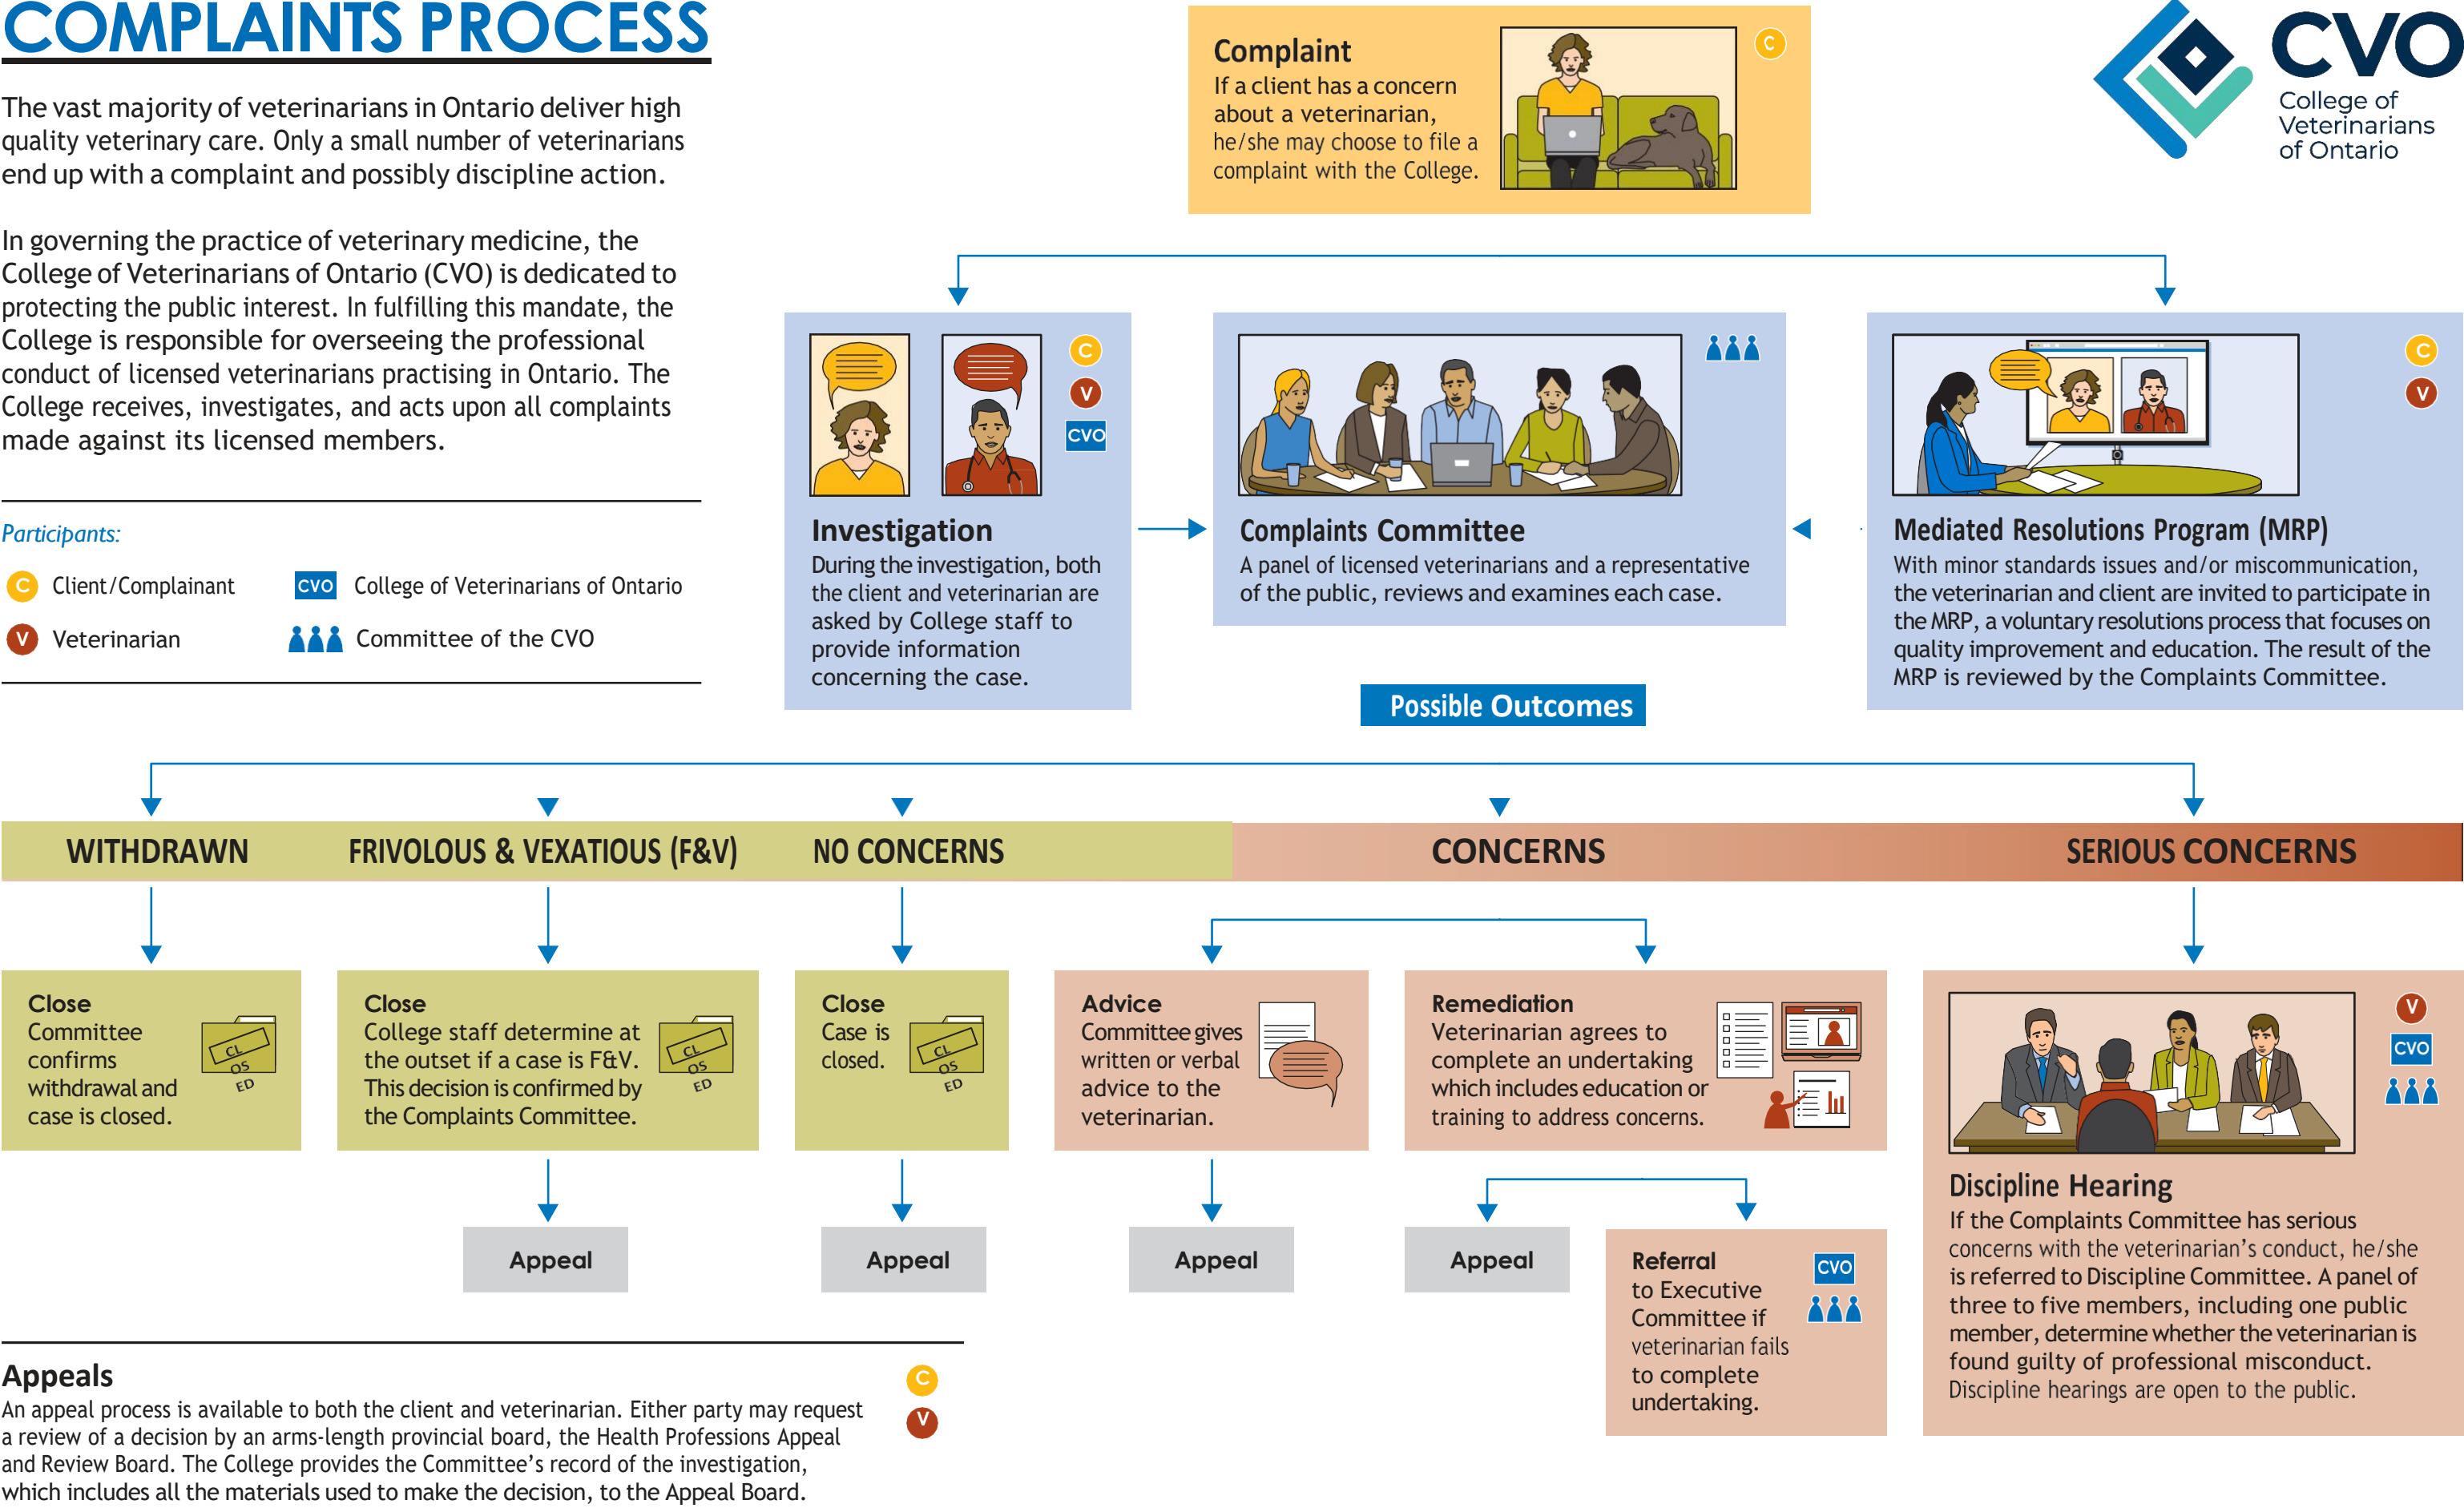 COMPLAINTS PROCESS
The vast majority of veterinarians in Ontario deliver high
quality veterinary care. Only a small number of veterinarians
end up with a complaint and possibly discipline action.
In governing the practice of veterinary medicine, the
College of Veterinarians of Ontario (CVO) is dedicated to
protecting the public interest. In fulfilling this mandate, the
College is responsible for overseeing the professional
conduct of licensed veterinarians practising in Ontario. The
College receives, investigates, and acts upon all complaints
made against its licensed members.
Participants:
C Client/Complainant
CVO College of Veterinarians of Ontario
V Veterinarian
Committee of the CVO
Complaint
If a client has a concern
about a veterinarian,
he/she may choose to file a
complaint with the College.
C
CVO
College of
Veterinarians
of Ontario
C
V
CVO
Investigation
During the investigation, both
the client and veterinarian are
asked by College staff to
provide information
concerning the case.
Complaints Committee
A panel of licensed veterinarians and a representative
of the public, reviews and examines each case.
C
V
Mediated Resolutions Program (MRP)
With minor standards issues and/or miscommunication,
the veterinarian and client are invited to participate in
the MRP, a voluntary resolutions process that focuses on
quality improvement and education. The result of the
MRP is reviewed by the Complaints Committee.
Possible Outcomes
WITHDRAWN
FRIVOLOUS & VEXATIOUS (F&V)
NO CONCERNS
CONCERNS
SERIOUS CONCERNS
Close
Committee
confirms
withdrawal and
case is closed.
CL
OS
ED
Close
College staff determine at
the outset if a case is F&V.
This decision is confirmed by
the Complaints Committee.
CL
OS
ED
Close
Case is
closed.
CL
OS
ED
Advice
Committee gives
written or verbal
advice to the
veterinarian.
Remediation
Veterinarian agrees to
complete an undertaking
which includes education or
training to address concerns.
V
CVO
Discipline Hearing
If the Complaints Committee has serious
concerns with the veterinarian's conduct, he/she
is referred to Discipline Committee. A panel of
three to five members, including one public
member, determine whether the veterinarian is
found guilty of professional misconduct.
Discipline hearings are open to the public.
Appeal
Appeal
Appeal
Appeal
Referral
to Executive
Committee if
veterinarian fails
to complete
undertaking.
CVO
Appeals
An appeal process is available to both the client and veterinarian. Either party may request
a review of a decision by an arms-length provincial board, the Health Professions Appeal
and Review Board. The College provides the Committee's record of the investigation,
which includes all the materials used to make the decision, to the Appeal Board.
C
V